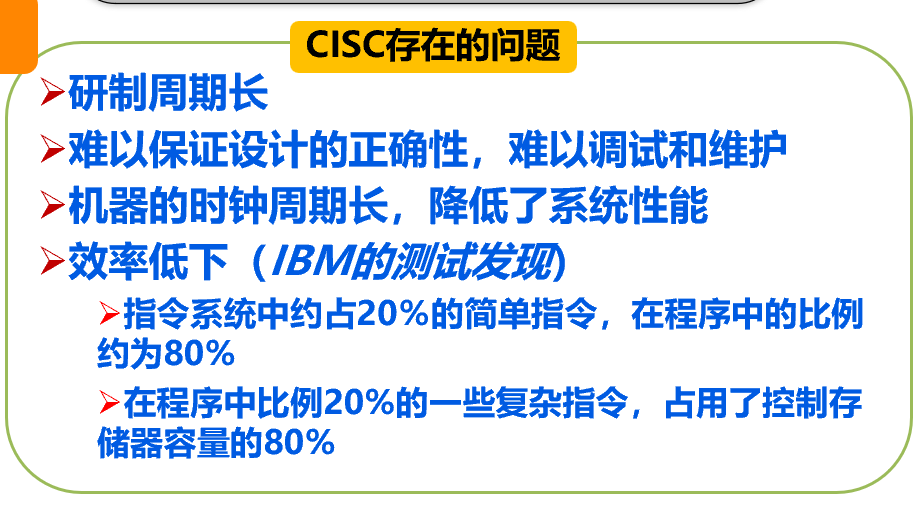 CISC存在的问题
➢研制周期长
➢难以保证设计的正确性，难以调试和维护
➢机器的时钟周期长，降低了系统性能
➢效率低下（IBM的测试发现）
➢指令系统中约占20%的简单指令，在程序中的比例
约为80%
➢在程序中比例20%的一些复杂指令，占用了控制存
储器容量的80%